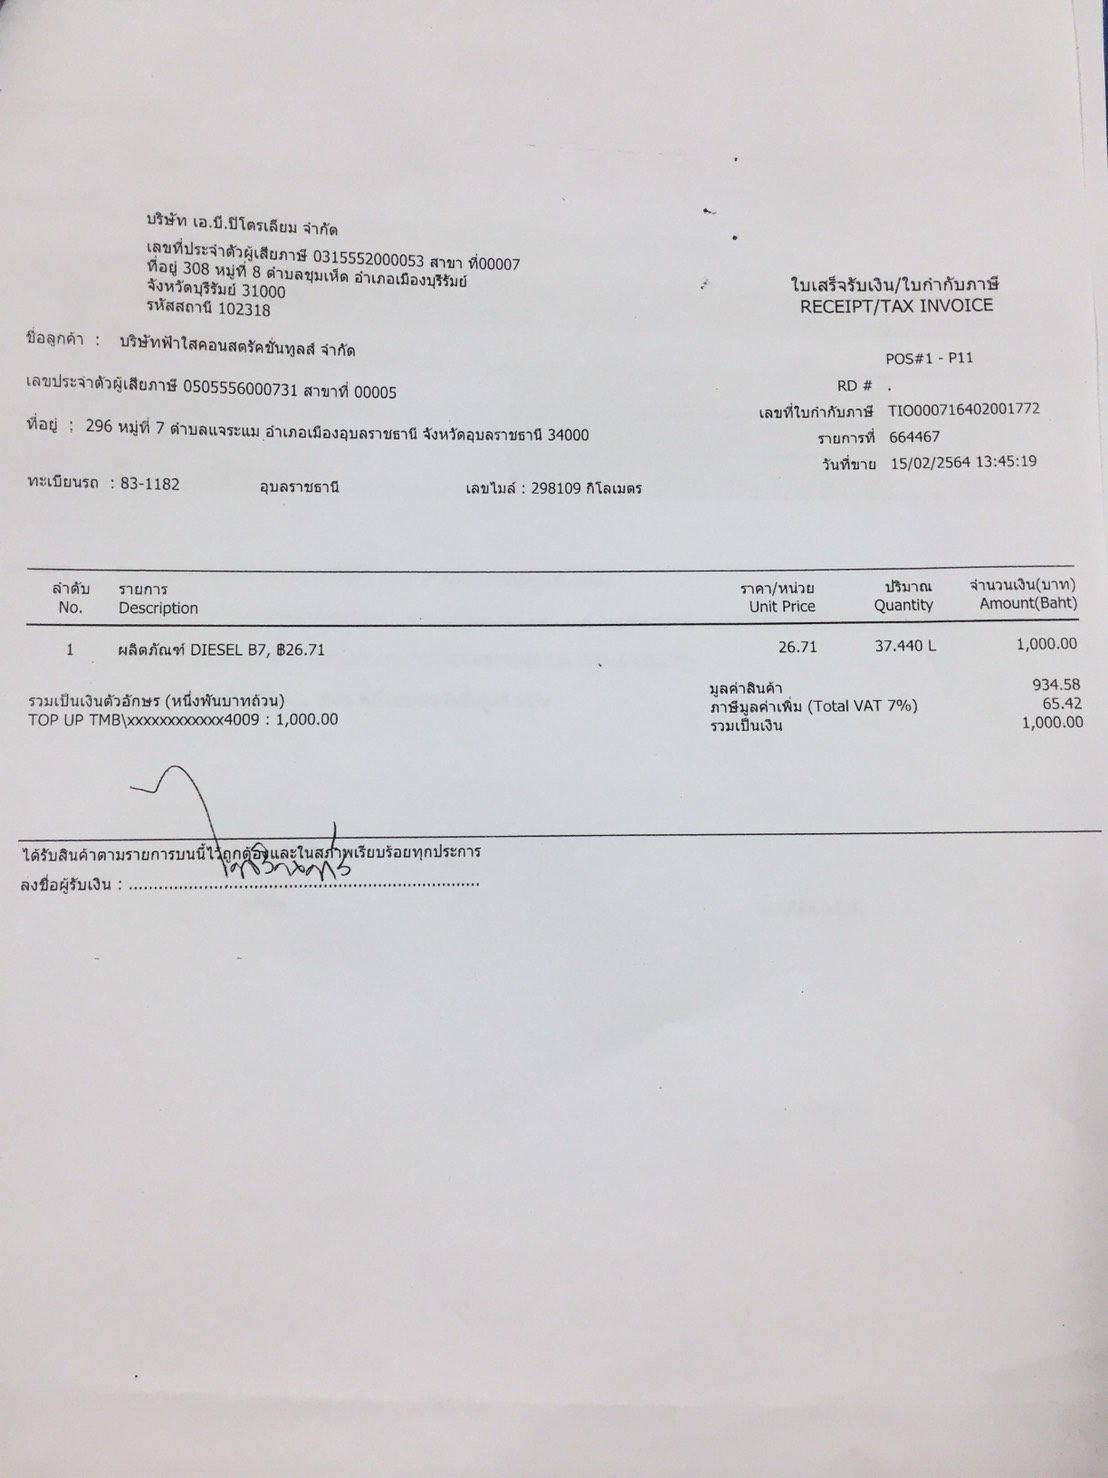 บริษัท เอ.บี.ปิโตรเลียม จำกัด
เลขที่ประจำตัวผู้เสียภาษี 0315552000053 สาขา ที่00007
ที่อยู่ 308 หมู่ที่ 8 ตำบลชุมเห็ด อำเภอเมืองบุรีรัมย์
จังหวัดบุรีรัมย์ 31000
รหัสสถานี 102318
ใบเสร็จรับเงิน/ใบกำกับภาษี
RECEIPT/TAX INVOICE
ชื่อลูกค้า : บริษัทฟ้าใสคอนสตรัคชั่นทูลส์ จำกัด
POS#1 - P11
เลขประจำตัวผู้เสียภาษี 0505556000731 สาขาที่ 00005
RD # .
เลขที่ใบกำกับภาษี TIO000716402001772
ที่อยู่ : 296 หมู่ที่ 7 ตำบลแจระแม อำเภอเมืองอุบลราชธานี จังหวัดอุบลราชธานี 34000
รายการที่ 664467
วันที่ขาย 15/02/2564 13:45:19
ทะเบียนรถ : 83-1182 อุบลราชธานี เลขไมล์ : 298109 กิโลเมตร
ลำดับ รายการ ราคา/หน่วย ปริมาณ จำนวนเงิน(บาท)
No. Description Unit Price Quantity Amount(Baht)
1 ผลิตภัณฑ์ DIESEL B7, ฿26.71 26.71 37.440 L 1,000.00
มูลค่าสินค้า 934.58
รวมเป็นเงินตัวอักษร (หนึ่งพันบาทถ้วน)
ภาษีมูลค่าเพิ่ม (Total VAT 7%) 65.42
TOP UP TMB\xxxxxxxxxxxx4009 : 1,000.00
รวมเป็นเงิน 1,000.00
ได้รับสินค้าตามรายการบนนี้ไว้ถูกต้องและในสภาพเรียบร้อยทุกประการ
ลงชื่อผู้รับเงิน : ......................................................................